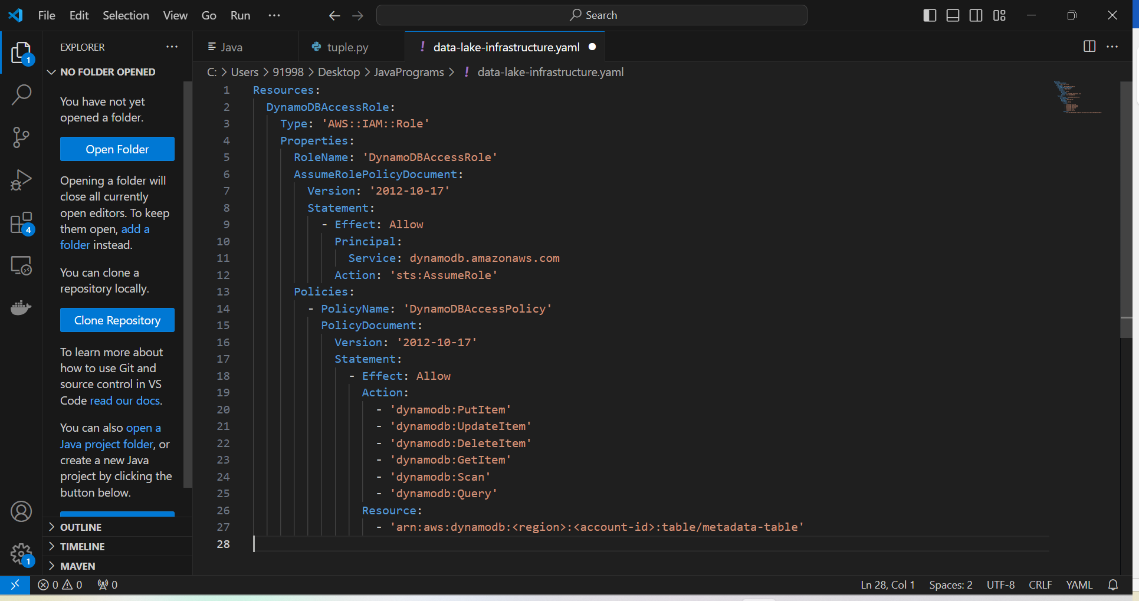 File Edit Selection View Go Run ··· Search
EXPLORER ···
Java
tuple.py
! data-lake-infrastructure.yaml
NO FOLDER OPENED
C: > Users > 91998 > Desktop > JavaPrograms > ! data-lake-infrastructure.yaml
You have not yet
opened a folder.
Open Folder
Opening a folder will
close all currently
open editors. To keep
them open, add a
folder instead.
You can clone a
repository locally.
Clone Repository
To learn more about
how to use Git and
source control in VS
Code read our docs.
You can also open a
Java project folder, or
create a new Java
project by clicking the
button below.
OUTLINE
TIMELINE
MAVEN
1
4
1
1 Resources:
2 DynamoDBAccessRole:
3 Type: 'AWS::IAM::Role'
4 Properties:
5 RoleName: 'DynamoDBAccessRole'
6 AssumeRolePolicyDocument:
7 Version: '2012-10-17'
8 Statement:
9 - Effect: Allow
10 Principal:
11 Service: dynamodb.amazonaws.com
12 Action: 'sts:AssumeRole'
13 Policies:
14 - PolicyName: 'DynamoDBAccessPolicy'
15 PolicyDocument:
16 Version: '2012-10-17'
17 Statement:
18 - Effect: Allow
19 Action:
20 - 'dynamodb:PutItem'
21 - 'dynamodb:UpdateItem'
22 - 'dynamodb:DeleteItem'
23 - 'dynamodb:GetItem'
24 - 'dynamodb:Scan'
25 - 'dynamodb:Query'
26 Resource:
27 - 'arn:aws:dynamodb:<region>:<account-id>:table/metadata-table'
28
0 0 0 Ln 28, Col 1 Spaces: 2 UTF-8 CRLF YAML